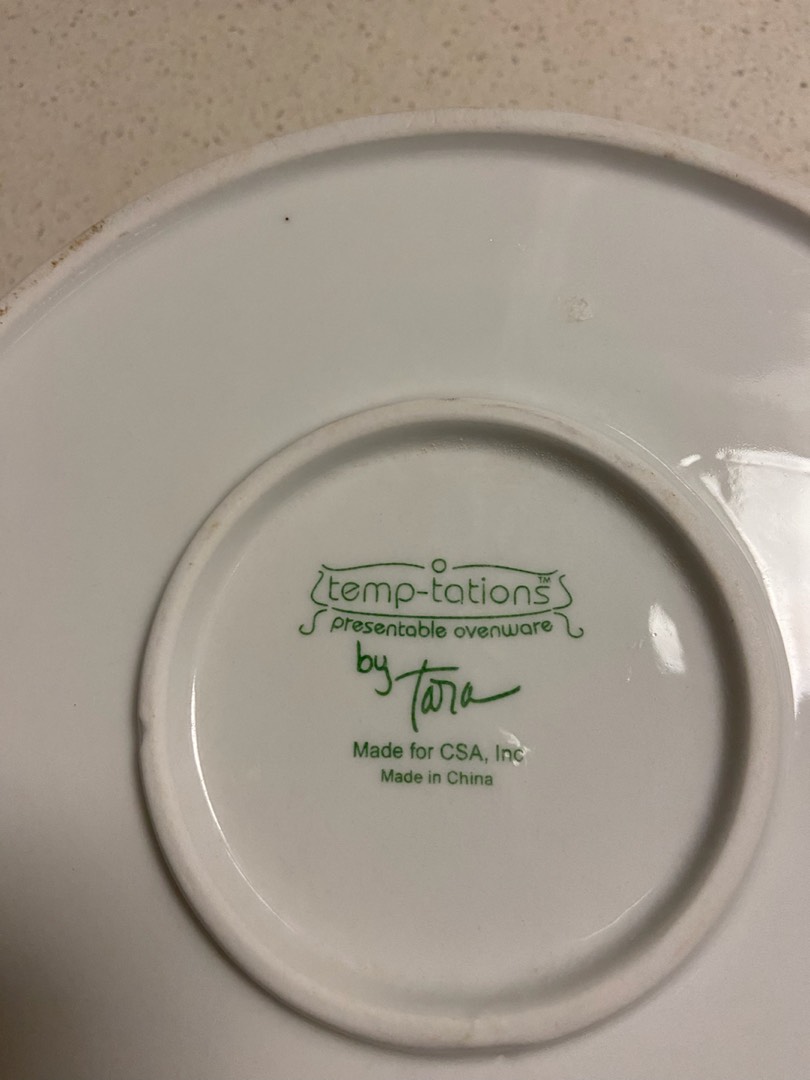 temp-tations™
presentable ovenware
by Tara
Made for CSA, Inc
Made in China